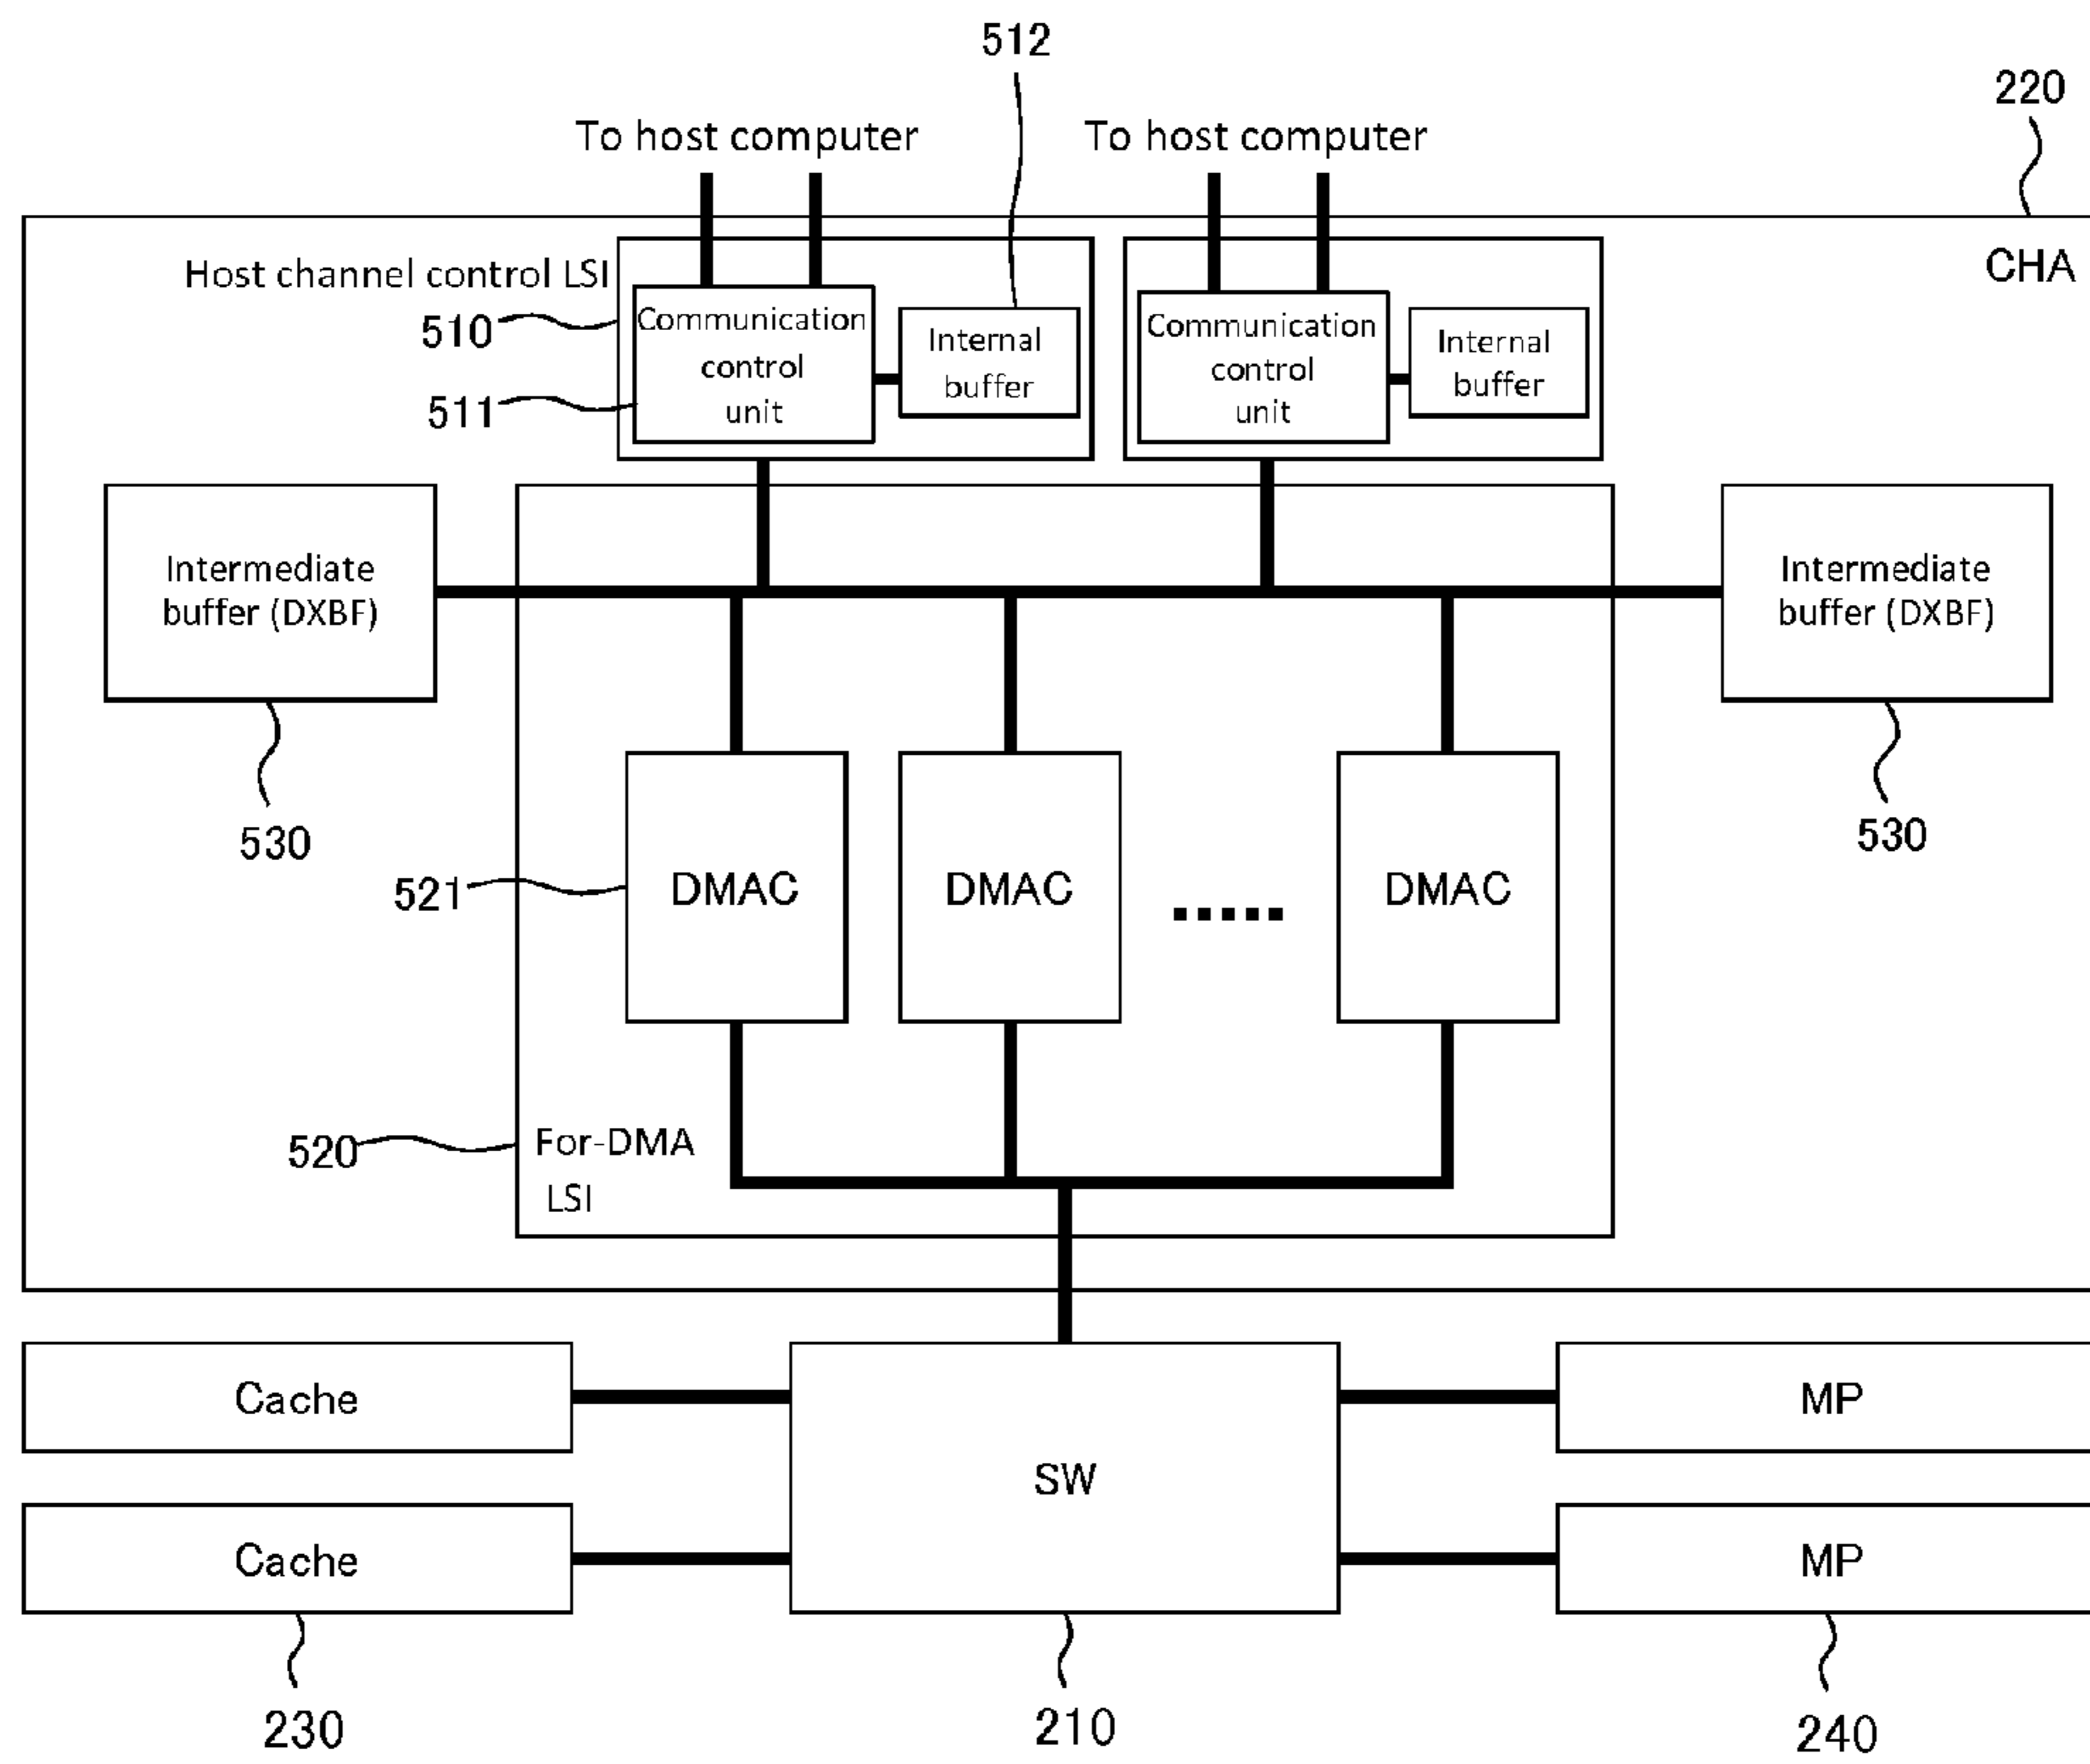 512
220
To host computer
To host computer
CHA
Host channel control LSI
510
511
Communication
control
unit
Internal
buffer
Communication
control
unit
Internal
buffer
Intermediate
buffer (DXBF)
530
Intermediate
buffer (DXBF)
530
521
DMAC
DMAC
DMAC
520
For-DMA
LSI
Cache
SW
MP
Cache
MP
230
210
240